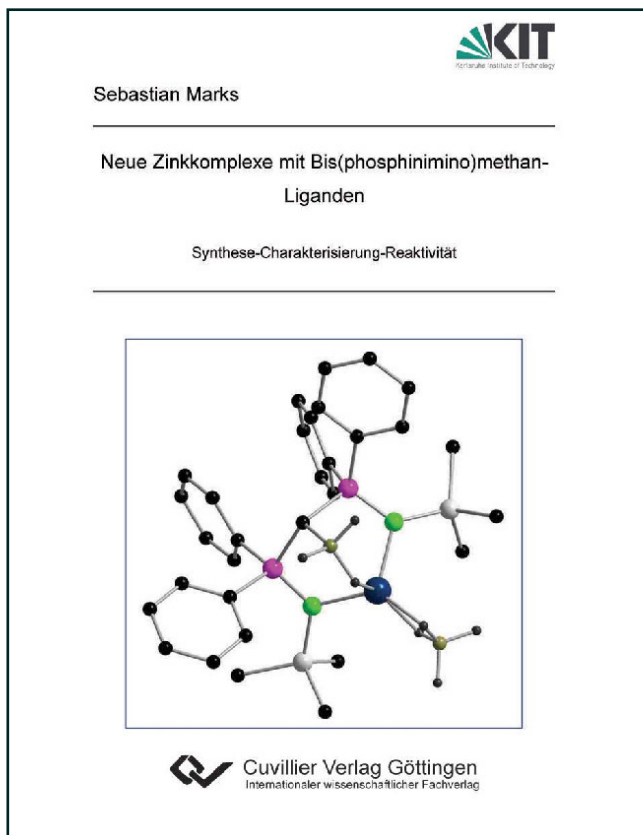 KIT
Karlsruhe Institute of Technology
Sebastian Marks
Neue Zinkkomplexe mit Bis(phosphinimino)methan-
Liganden
Synthese-Charakterisierung-Reaktivität
Cuvillier Verlag Göttingen
Internationaler wissenschaftlicher Fachverlag